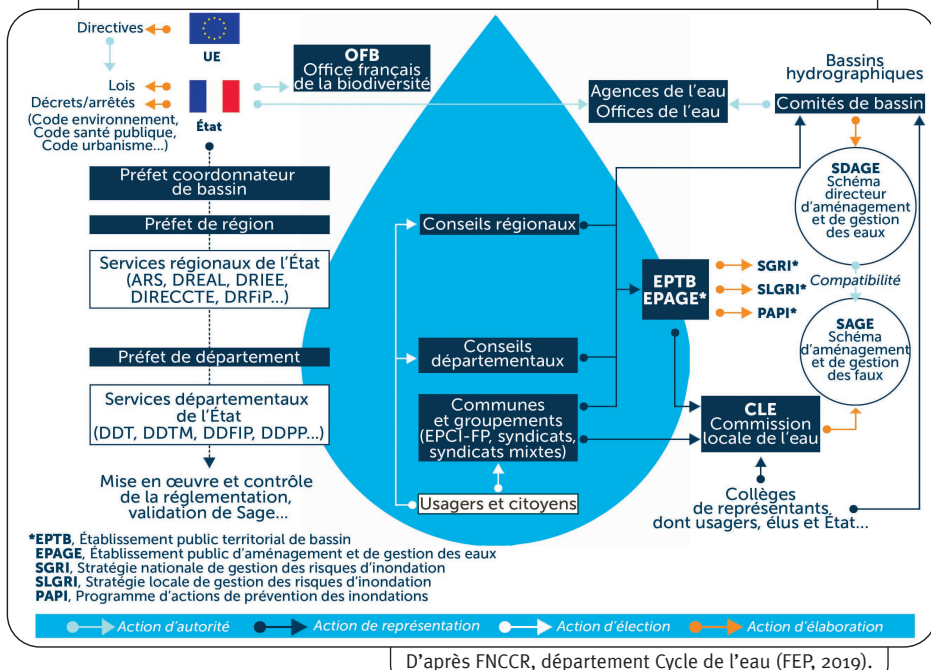 Directives
UE
Lois
Décrets/arrêtés
(Code environnement,
Code santé publique,
Code urbanisme...)
État
OFB
Office français
de la biodiversité
Agences de l'eau
Offices de l'eau
Bassins
hydrographiques
Comités de bassin
SDAGE
Schéma
directeur
d'aménagement
et de gestion
des eaux
Compatibilité
SAGE
Schéma
d'aménagement
et de gestion
des faux
Préfet coordonnateur
de bassin
Préfet de région
Services régionaux de l'État
(ARS, DREAL, DRIEE,
DIRECCTE, DRFiP...)
Préfet de département
Services départementaux
de l'État
(DDT, DDTM, DDFIP, DDPP...)
Mise en œuvre et contrôle
de la réglementation,
validation de Sage...
Conseils régionaux
Conseils
départementaux
Communes
et groupements
(EPCI-FP, syndicats,
syndicats mixtes)
Usagers et citoyens
EPTB
EPAGE*
SGRI*
SLGRI*
PAPI*
CLE
Commission
locale de l'eau
Collèges
de représentants,
dont usagers, élus et État...
*EPTB, Établissement public territorial de bassin
EPAGE, Établissement public d'aménagement et de gestion des eaux
SGRI, Stratégie nationale de gestion des risques d'inondation
SLGRI, Stratégie locale de gestion des risques d'inondation
PAPI, Programme d'actions de prévention des inondations
Action d'autorité
Action de représentation
Action d'élection
Action d'élaboration
D'après FNCCR, département Cycle de l'eau (FEP, 2019).